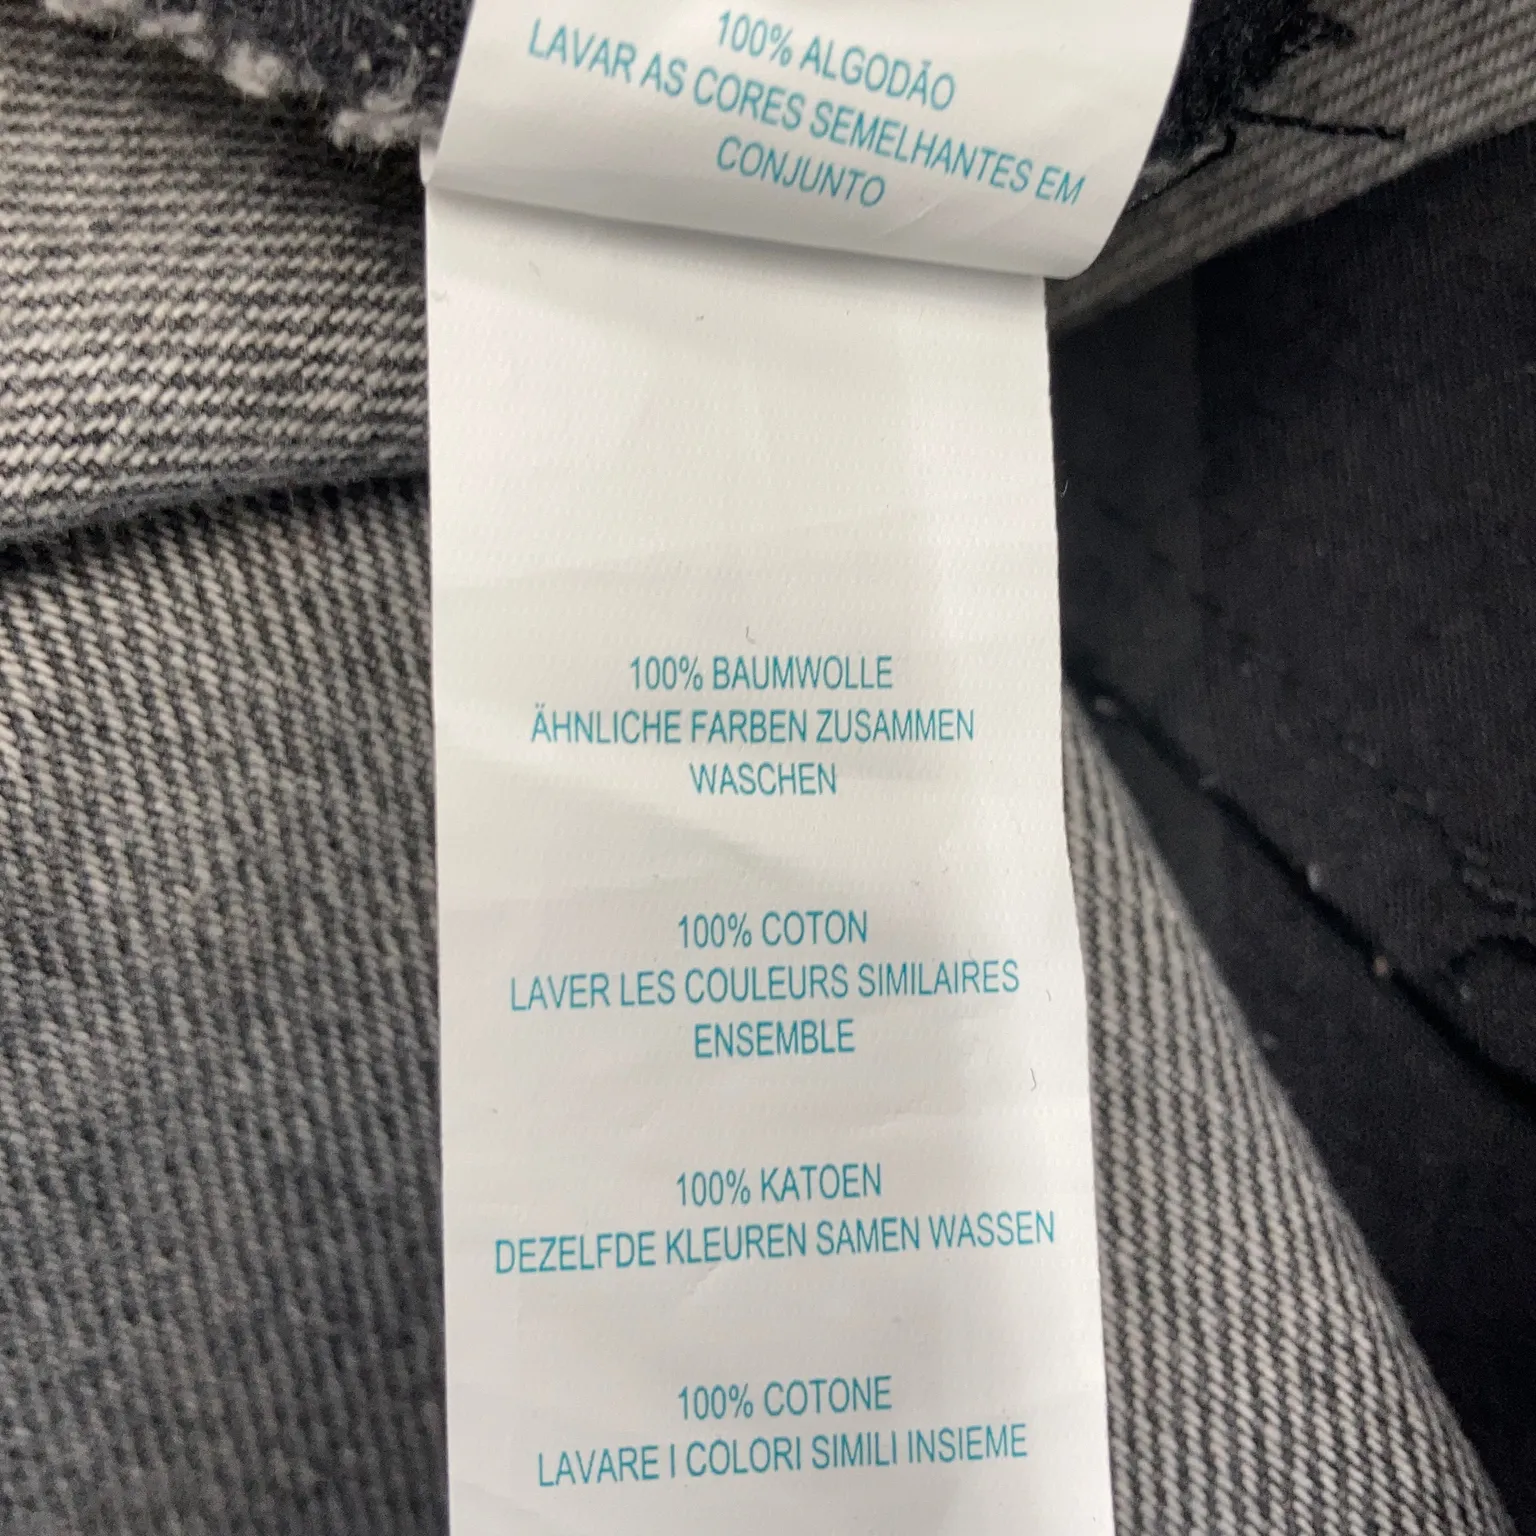 100% ALGODÃO
LAVAR AS CORES SEMELHANTES EM
CONJUNTO
100% BAUMWOLLE
ÄHNLICHE FARBEN ZUSAMMEN
WASCHEN
100% COTON
LAVER LES COULEURS SIMILAIRES
ENSEMBLE
100% KATOEN
DEZELFDE KLEUREN SAMEN WASSEN
100% COTONE
LAVARE I COLORI SIMILI INSIEME